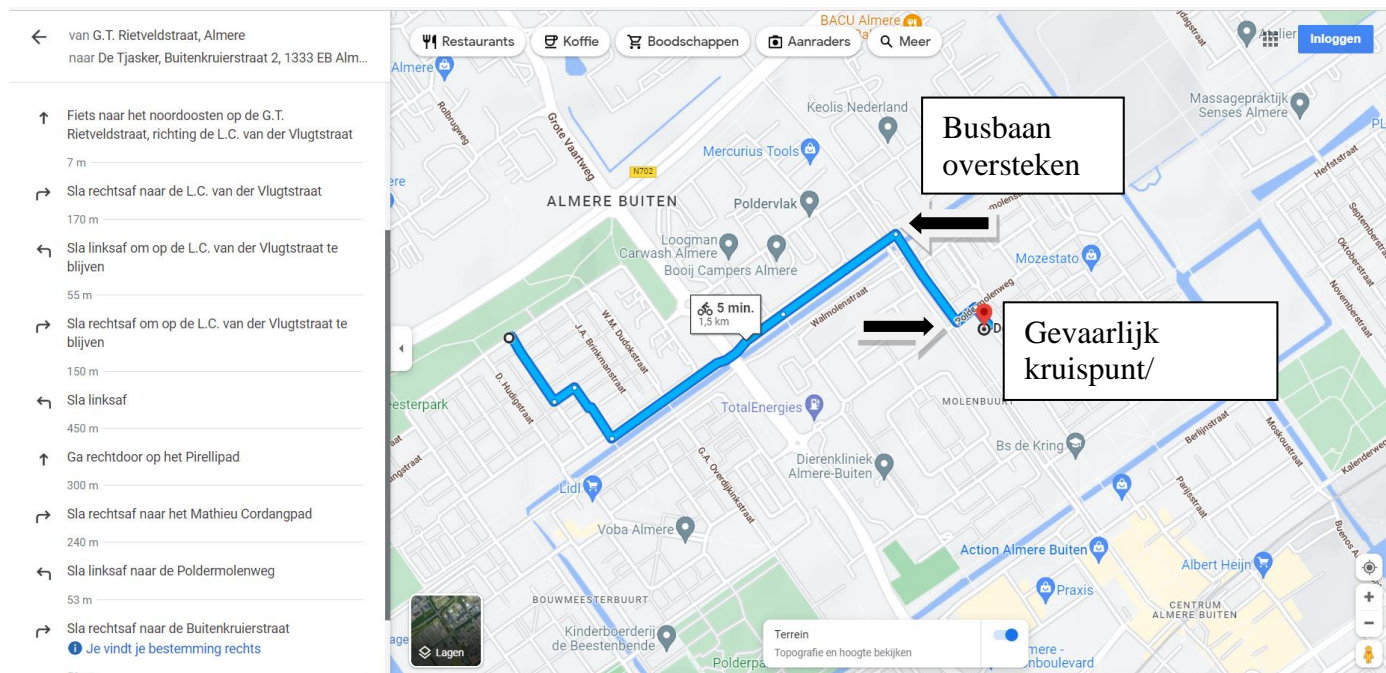 van G.T. Rietveldstraat, Almere
naar De Tjasker, Buitenkruierstraat 2, 1333 EB Alm...
Fiets naar het noordoosten op de G.T.
Rietveldstraat, richting de L.C. van der Vlugtstraat
7 m
Sla rechtsaf naar de L.C. van der Vlugtstraat
170 m
Sla linksaf om op de L.C. van der Vlugtstraat te
blijven
55 m
Sla rechtsaf om op de L.C. van der Vlugtstraat te
blijven
150 m
Sla linksaf
450 m
Ga rechtdoor op het Pirellipad
300 m
Sla rechtsaf naar het Mathieu Cordangpad
240 m
Sla linksaf naar de Poldermolenweg
53 m
Sla rechtsaf naar de Buitenkruierstraat
Je vindt je bestemming rechts
Restaurants
Koffie
Boodschappen
Aanraders
Meer
Inloggen
BACU Almere
Almere
Rolbrugweg
Grote Vaartweg
N702
Keolis Nederland
Mercurius Tools
Massagepraktijk
Senses Almere
Herfststraat
ALMERE BUITEN
Poldervlak
Busbaan
oversteken
Loogman
Carwash Almere
Booij Campers Almere
Mozestato
Septemberstraat
Oktoberstraat
Novemberstraat
5 min.
1,5 km
Walmolenstraat
W.M. Dudokstraat
J.A. Brinkmanstraat
D. Hudigstraat
Gevaarlijk
kruispunt/
TotalEnergies
MOLENBUURT
Bs de Kring
Berlijnstraat
Moskoustraat
Kalenderweg
G.A. Overdijkinkstraat
Dierenkliniek
Almere-Buiten
Lidl
Parijsstraat
Voba Almere
Action Almere Buiten
Albert Heijn
Praxis
BOUWMEESTERBUURT
CENTRUM
ALMERE BUITEN
Kinderboerderij
de Beestenbende
Lagen
Terrein
Topografie en hoogte bekijken